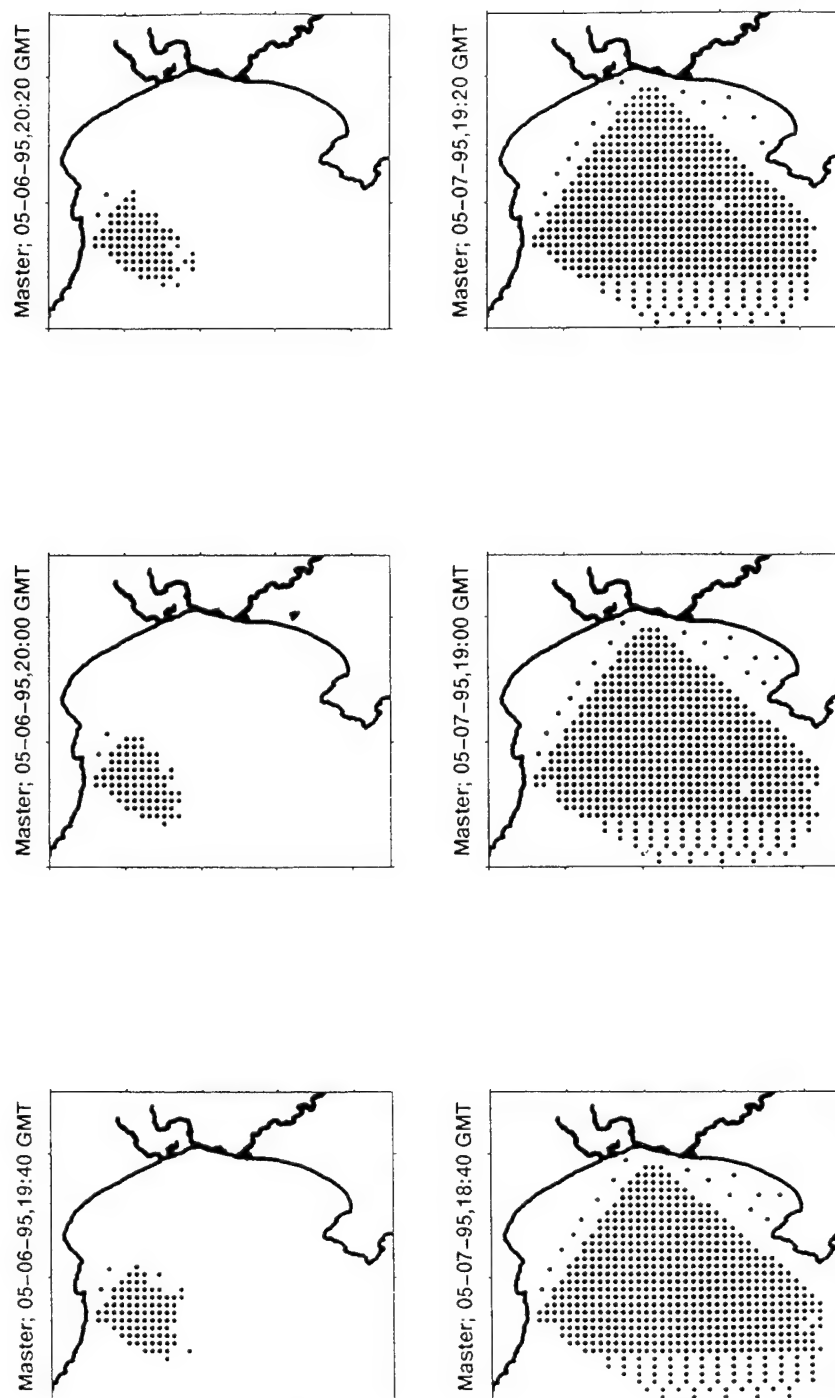 Master; 05-06-95,19:40 GMT
Master; 05-06-95,20:00 GMT
Master; 05-06-95,20:20 GMT
Master; 05-07-95,18:40 GMT
Master; 05-07-95,19:00 GMT
Master; 05-07-95,19:20 GMT